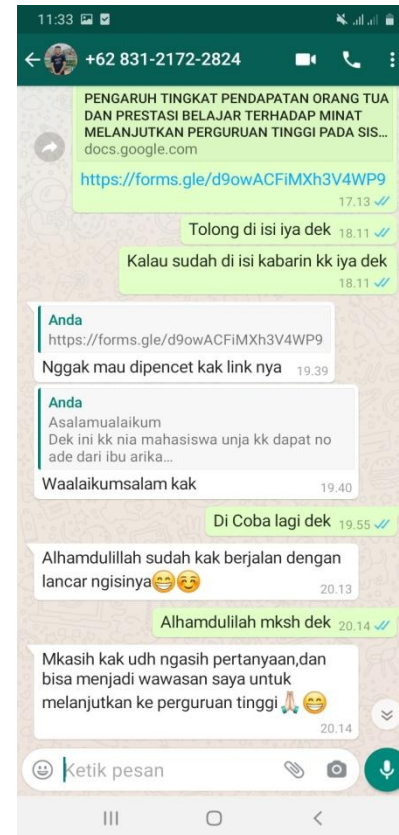 11:33
+62 831-2172-2824
PENGARUH TINGKAT PENDAPATAN ORANG TUA
DAN PRESTASI BELAJAR TERHADAP MINAT
MELANJUTKAN PERGURUAN TINGGI PADA SIS...
docs.google.com
https://forms.gle/d9owACFiMXh3V4WP9
17.13
Tolong di isi iya dek 18.11
Kalau sudah di isi kabarin kk iya dek
18.11
Anda
https://forms.gle/d9owACFiMXh3V4WP9
Nggak mau dipencet kak link nya 19.39
Anda
Asalamualaikum
Dek ini kk nia mahasiswa unja kk dapat no
ade dari ibu arika...
Waalaikumsalam kak 19.40
Di Coba lagi dek 19.55
Alhamdulillah sudah kak berjalan dengan
lancar ngisinya😁☺️
20.13
Alhamdulilah mksh dek 20.14
Mkasih kak udh ngasih pertanyaan,dan
bisa menjadi wawasan saya untuk
melanjutkan ke perguruan tinggi🙏😁
20.14
Ketik pesan